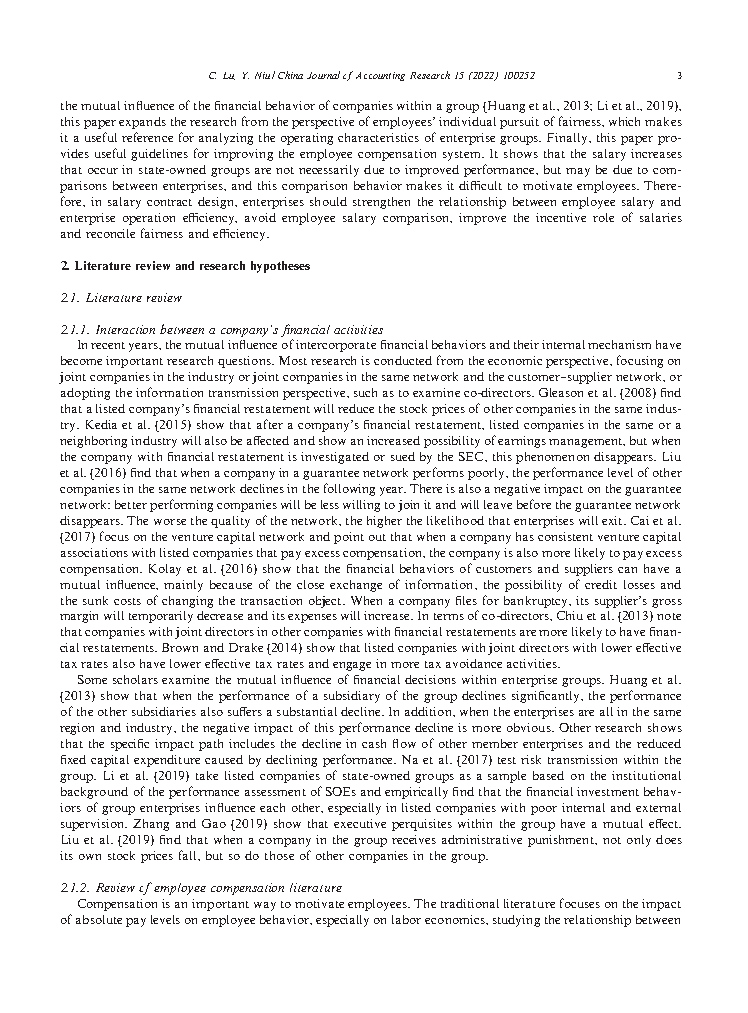 C. Lu, Y. Niu / China Journal of Accounting Research 15 (2022) 100252
3
the mutual influence of the financial behavior of companies within a group (Huang et al., 2013; Li et al., 2019),
this paper expands the research from the perspective of employees' individual pursuit of fairness, which makes
it a useful reference for analyzing the operating characteristics of enterprise groups. Finally, this paper pro-
vides useful guidelines for improving the employee compensation system. It shows that the salary increases
that occur in state-owned groups are not necessarily due to improved performance, but may be due to com-
parisons between enterprises, and this comparison behavior makes it difficult to motivate employees. There-
fore, in salary contract design, enterprises should strengthen the relationship between employee salary and
enterprise operation efficiency, avoid employee salary comparison, improve the incentive role of salaries
and reconcile fairness and efficiency.
2. Literature review and research hypotheses
2.1. Literature review
2.1.1. Interaction between a company's financial activities
In recent years, the mutual influence of intercorporate financial behaviors and their internal mechanism have
become important research questions. Most research is conducted from the economic perspective, focusing on
joint companies in the industry or joint companies in the same network and the customer–supplier network, or
adopting the information transmission perspective, such as to examine co-directors. Gleason et al. (2008) find
that a listed company's financial restatement will reduce the stock prices of other companies in the same indus-
try. Kedia et al. (2015) show that after a company's financial restatement, listed companies in the same or a
neighboring industry will also be affected and show an increased possibility of earnings management, but when
the company with financial restatement is investigated or sued by the SEC, this phenomenon disappears. Liu
et al. (2016) find that when a company in a guarantee network performs poorly, the performance level of other
companies in the same network declines in the following year. There is also a negative impact on the guarantee
network: better performing companies will be less willing to join it and will leave before the guarantee network
disappears. The worse the quality of the network, the higher the likelihood that enterprises will exit. Cai et al.
(2017) focus on the venture capital network and point out that when a company has consistent venture capital
associations with listed companies that pay excess compensation, the company is also more likely to pay excess
compensation. Kolay et al. (2016) show that the financial behaviors of customers and suppliers can have a
mutual influence, mainly because of the close exchange of information, the possibility of credit losses and
the sunk costs of changing the transaction object. When a company files for bankruptcy, its supplier's gross
margin will temporarily decrease and its expenses will increase. In terms of co-directors, Chiu et al. (2013) note
that companies with joint directors in other companies with financial restatements are more likely to have finan-
cial restatements. Brown and Drake (2014) show that listed companies with joint directors with lower effective
tax rates also have lower effective tax rates and engage in more tax avoidance activities.
Some scholars examine the mutual influence of financial decisions within enterprise groups. Huang et al.
(2013) show that when the performance of a subsidiary of the group declines significantly, the performance
of the other subsidiaries also suffers a substantial decline. In addition, when the enterprises are all in the same
region and industry, the negative impact of this performance decline is more obvious. Other research shows
that the specific impact path includes the decline in cash flow of other member enterprises and the reduced
fixed capital expenditure caused by declining performance. Na et al. (2017) test risk transmission within the
group. Li et al. (2019) take listed companies of state-owned groups as a sample based on the institutional
background of the performance assessment of SOEs and empirically find that the financial investment behav-
iors of group enterprises influence each other, especially in listed companies with poor internal and external
supervision. Zhang and Gao (2019) show that executive perquisites within the group have a mutual effect.
Liu et al. (2019) find that when a company in the group receives administrative punishment, not only does
its own stock prices fall, but so do those of other companies in the group.
2.1.2. Review of employee compensation literature
Compensation is an important way to motivate employees. The traditional literature focuses on the impact
of absolute pay levels on employee behavior, especially on labor economics, studying the relationship between